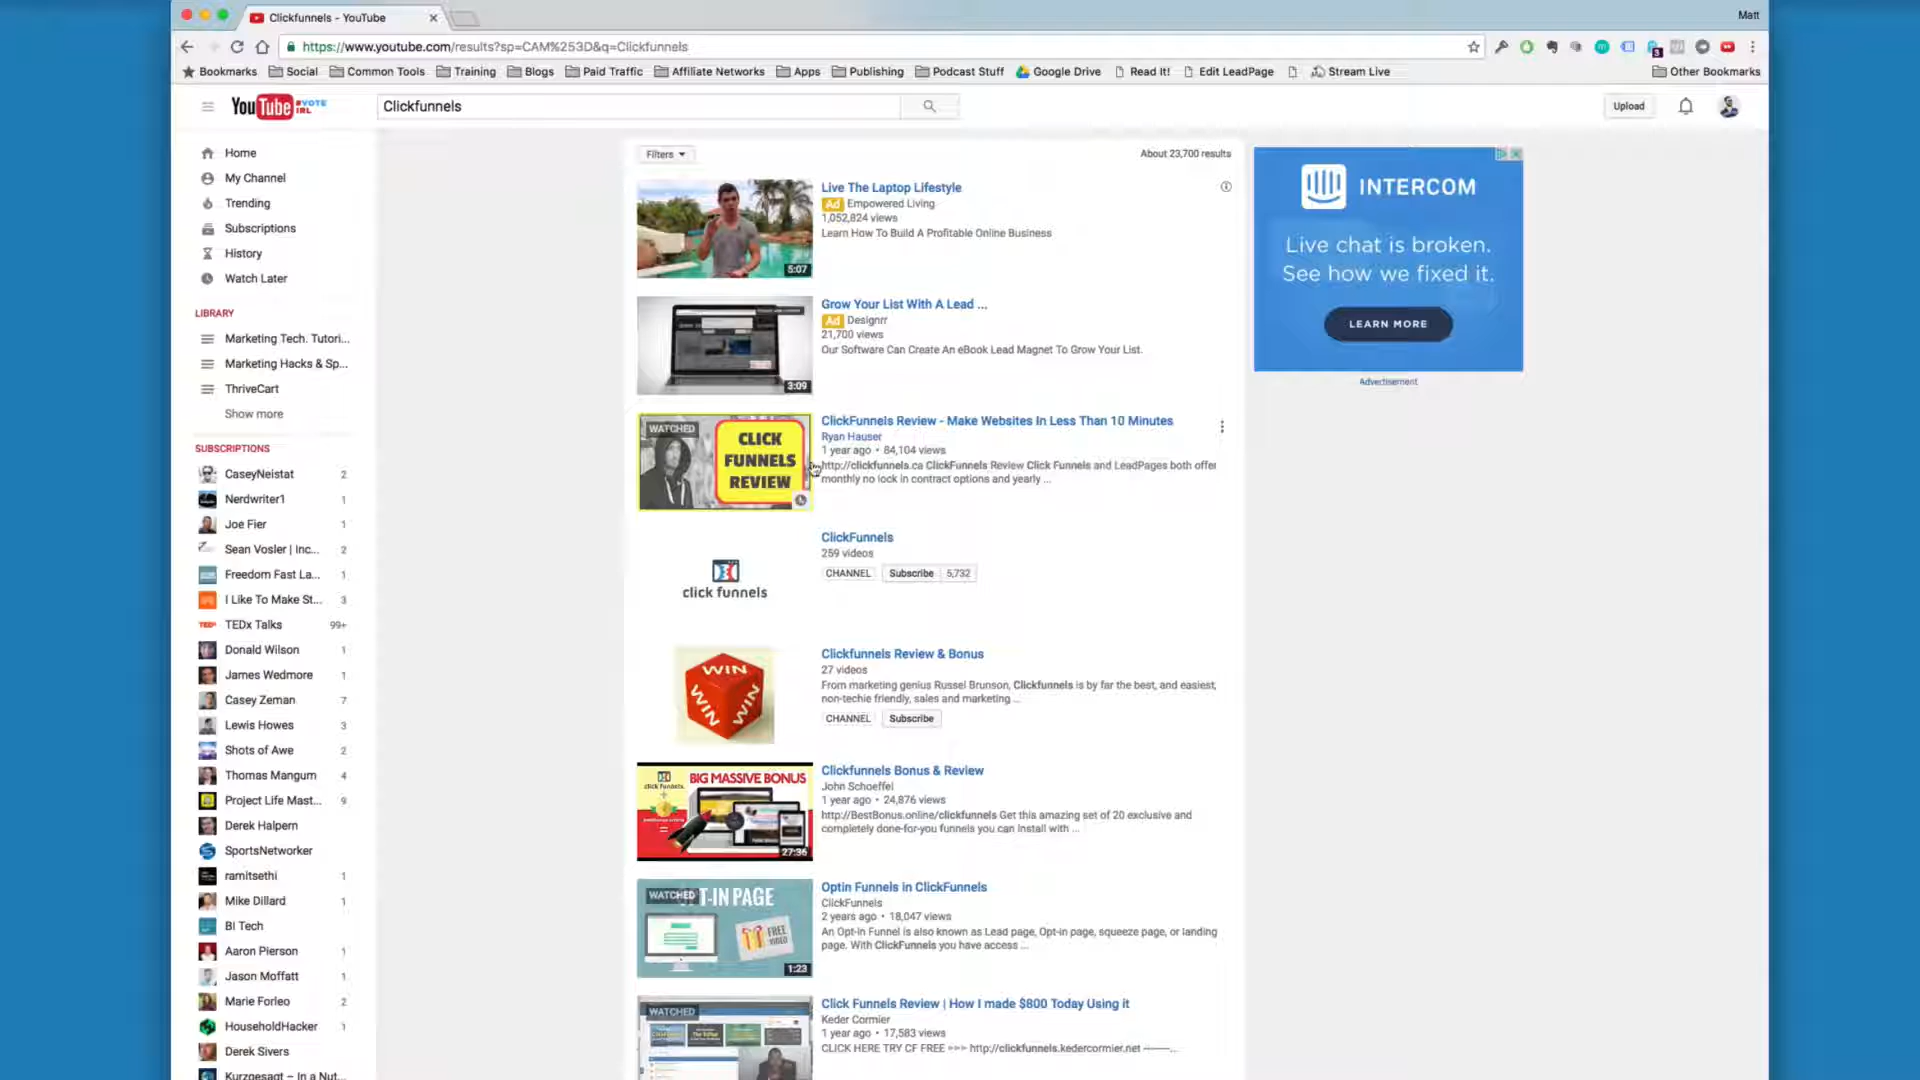 Clickfunnels - YouTube
Matt
https://www.youtube.com/results?sp=CAM%253D&q=Clickfunnels
3
Bookmarks Social Common Tools Training Blogs Paid Traffic Affiliate Networks Apps Publishing Podcast Stuff Google Drive Read It! Edit LeadPage Stream Live Other Bookmarks
YouTube #VOTE IRL
Clickfunnels
Upload
Home
My Channel
Trending
Subscriptions
History
Watch Later
LIBRARY
Marketing Tech. Tutori...
Marketing Hacks & Sp...
ThriveCart
Show more
SUBSCRIPTIONS
CaseyNeistat 2
Nerdwriter1 1
Joe Fier 1
Sean Vosler | Inc... 2
Freedom Fast La... 1
I Like To Make St... 3
TEDx Talks 99+
Donald Wilson 1
James Wedmore 1
Casey Zeman 7
Lewis Howes 3
Shots of Awe 2
Thomas Mangum 4
Project Life Mast... 9
Derek Halpern
SportsNetworker
ramitsethi 1
Mike Dillard 1
BI Tech
Aaron Pierson 1
Jason Moffatt 1
Marie Forleo 2
HouseholdHacker 1
Derek Sivers
Kurzgesagt – In a Nut...
Filters
About 23,700 results
5:07
Live The Laptop Lifestyle
Ad Empowered Living
1,052,824 views
Learn How To Build A Profitable Online Business
3:09
Grow Your List With A Lead ...
Ad Designrr
21,700 views
Our Software Can Create An eBook Lead Magnet To Grow Your List.
WATCHED
CLICK
FUNNELS
REVIEW
ClickFunnels Review - Make Websites In Less Than 10 Minutes
Ryan Hauser
1 year ago • 84,104 views
http://clickfunnels.ca ClickFunnels Review Click Funnels and LeadPages both offer
monthly no lock in contract options and yearly ...
click funnels
ClickFunnels
259 videos
CHANNEL Subscribe 5,732
WIN
WIN
WIN
Clickfunnels Review & Bonus
27 videos
From marketing genius Russel Brunson, Clickfunnels is by far the best, and easiest,
non-techie friendly, sales and marketing ...
CHANNEL Subscribe
BIG MASSIVE BONUS
click funnels
27:36
Clickfunnels Bonus & Review
John Schoeffel
1 year ago • 24,876 views
http://BestBonus.online/clickfunnels Get this amazing set of 20 exclusive and
completely done-for-you funnels you can install with ...
WATCHED
T-IN PAGE
FREE
VIDEO
1:23
Optin Funnels in ClickFunnels
ClickFunnels
2 years ago • 18,047 views
An Opt-in Funnel is also known as Lead page, Opt-in page, squeeze page, or landing
page. With ClickFunnels you have access ...
WATCHED
Click Funnels Review | How I made $800 Today Using it
Keder Cormier
1 year ago • 17,583 views
CLICK HERE TRY CF FREE >>> http://clickfunnels.kedercormier.net ———...
INTERCOM
Live chat is broken.
See how we fixed it.
LEARN MORE
Advertisement